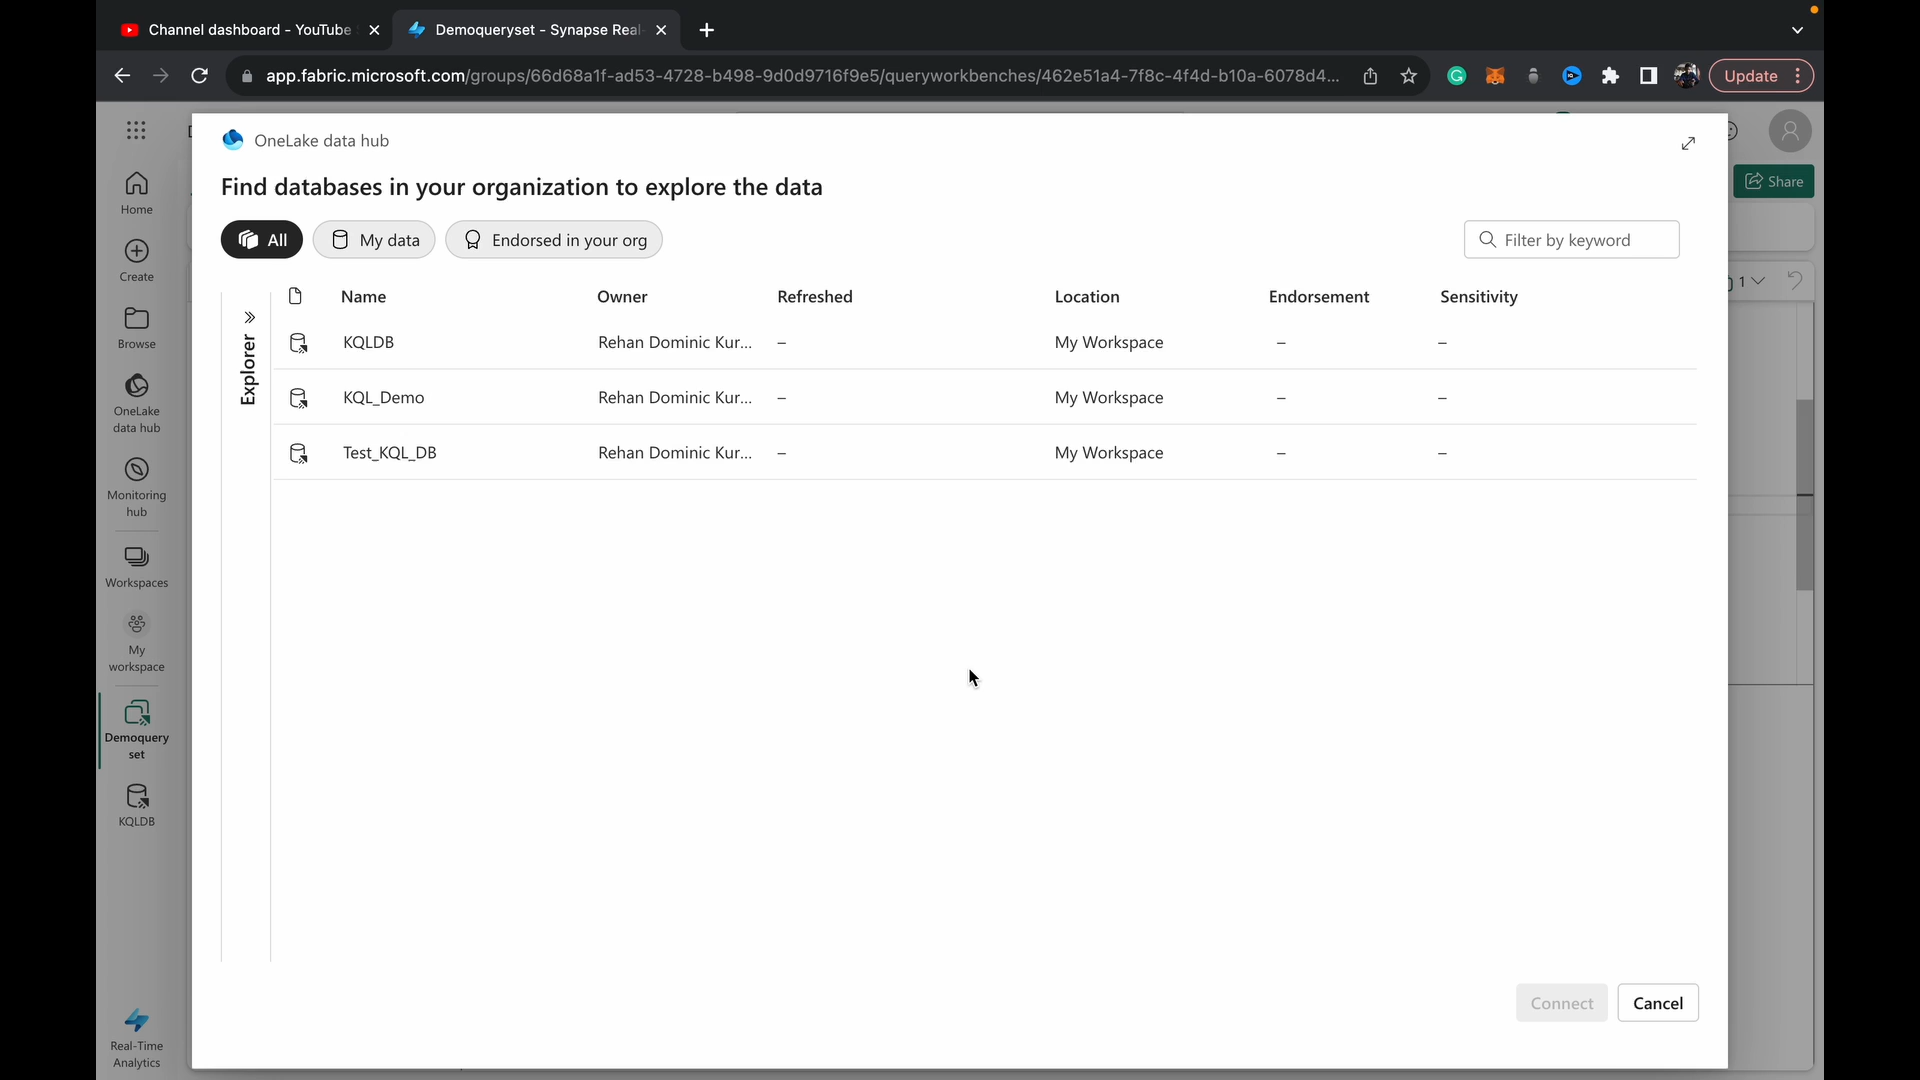 Channel dashboard - YouTube
Demoqueryset - Synapse Real-
app.fabric.microsoft.com/groups/66d68a1f-ad53-4728-b498-9d0d9716f9e5/queryworkbenches/462e51a4-7f8c-4f4d-b10a-6078d4...
Update
OneLake data hub
Find databases in your organization to explore the data
All
My data
Endorsed in your org
Filter by keyword
Explorer
Name Owner Refreshed Location Endorsement Sensitivity
KQLDB Rehan Dominic Kur... – My Workspace – –
KQL_Demo Rehan Dominic Kur... – My Workspace – –
Test_KQL_DB Rehan Dominic Kur... – My Workspace – –
Connect
Cancel
Home
Create
Browse
OneLake
data hub
Monitoring
hub
Workspaces
My
workspace
Demoquery
set
KQLDB
Real-Time
Analytics
Share
1